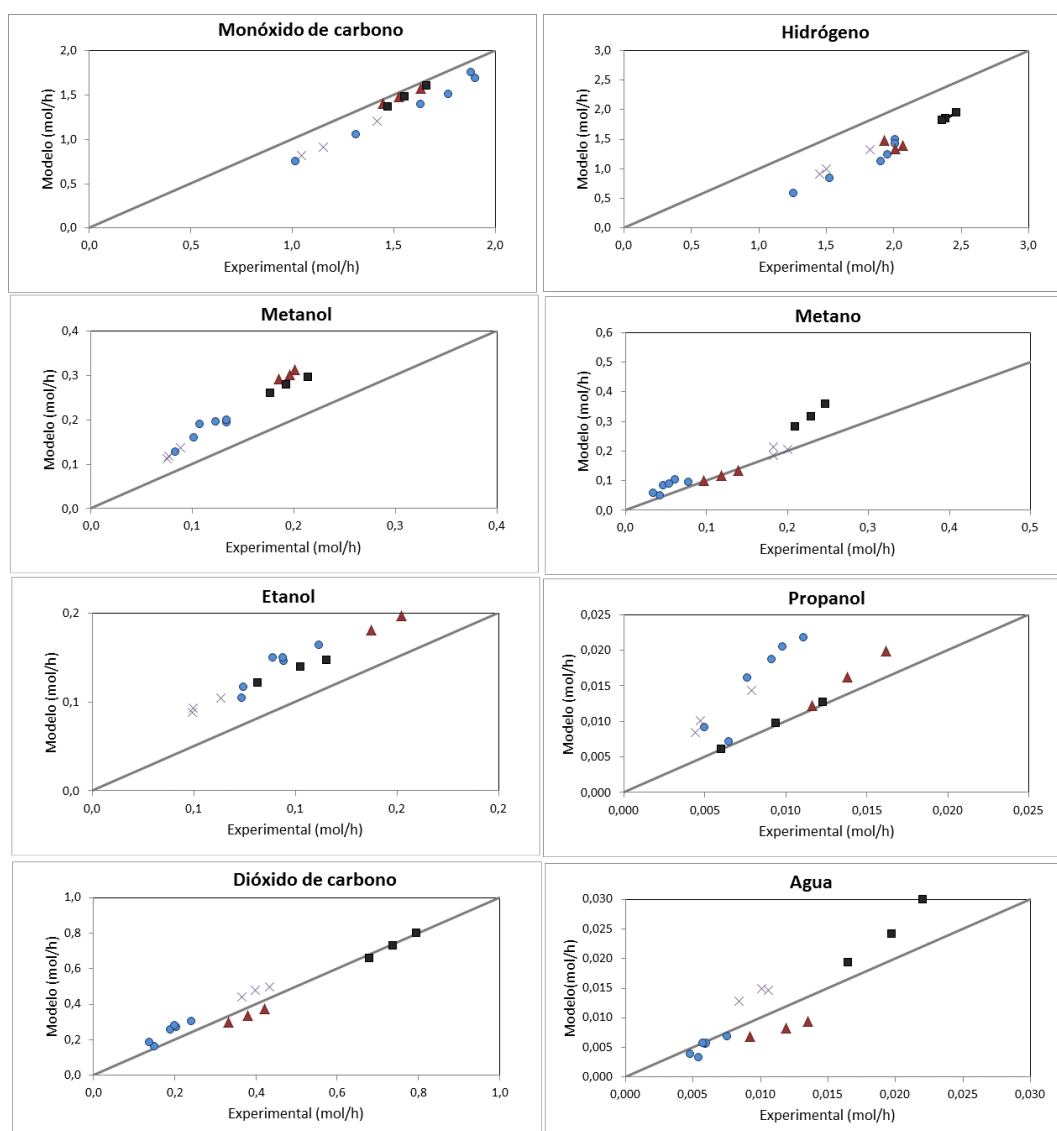 Monóxido de carbono
2,0
1,5
1,0
0,5
0,0
Modelo (mol/h)
0,0 0,5 1,0 1,5 2,0
Experimental (mol/h)
Hidrógeno
3,0
2,5
2,0
1,5
1,0
0,5
0,0
Modelo (mol/h)
0,0 0,5 1,0 1,5 2,0 2,5 3,0
Experimental (mol/h)
Metanol
0,4
0,3
0,2
0,1
0,0
Modelo (mol/h)
0,0 0,1 0,2 0,3 0,4
Experimental (mol/h)
Metano
0,6
0,5
0,4
0,3
0,2
0,1
0,0
Modelo (mol/h)
0,0 0,1 0,2 0,3 0,4 0,5
Experimental (mol/h)
Etanol
0,2
0,1
0,0
Modelo (mol/h)
0,0 0,1 0,1 0,2 0,2
Experimental (mol/h)
Propanol
0,025
0,020
0,015
0,010
0,005
0,000
Modelo (mol/h)
0,000 0,005 0,010 0,015 0,020 0,025
Experimental (mol/h)
Dióxido de carbono
1,0
0,8
0,6
0,4
0,2
0,0
Modelo (mol/h)
0,0 0,2 0,4 0,6 0,8 1,0
Experimental (mol/h)
Agua
0,030
0,025
0,020
0,015
0,010
0,005
0,000
Modelo(mol/h)
0,000 0,005 0,010 0,015 0,020 0,025 0,030
Experimental (mol/h)